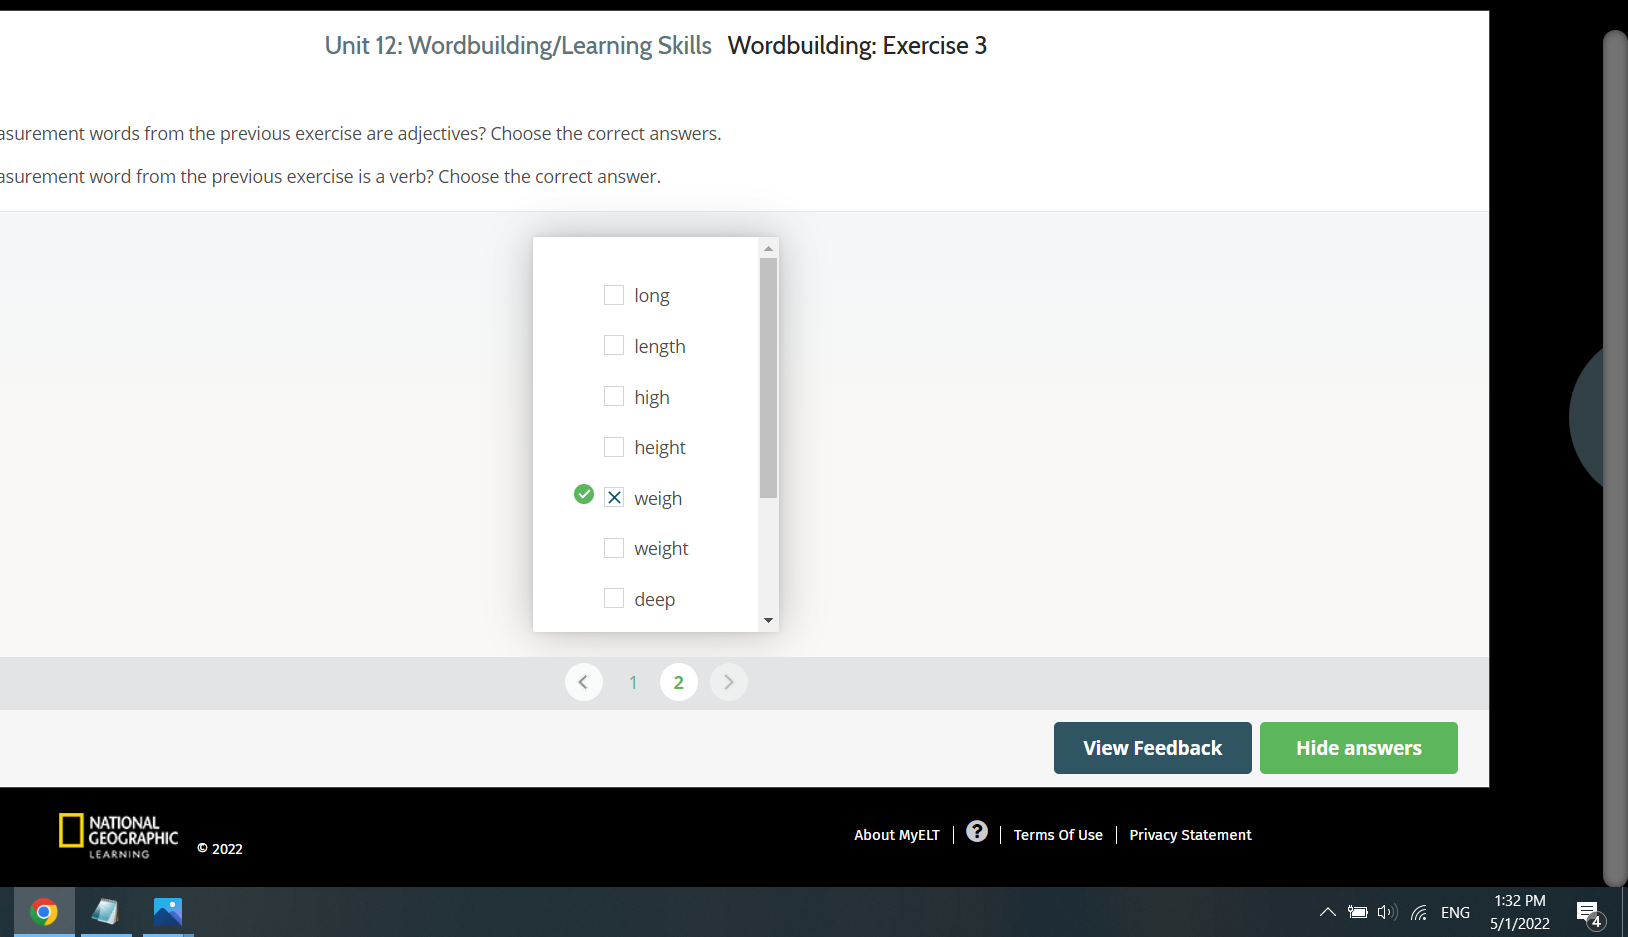 Unit 12: Wordbuilding/Learning Skills Wordbuilding: Exercise 3
asurement words from the previous exercise are adjectives? Choose the correct answers.
asurement word from the previous exercise is a verb? Choose the correct answer.
long
length
high
height
weigh
weight
deep
1 2
View Feedback Hide answers
NATIONAL
GEOGRAPHIC
LEARNING
© 2022
About MyELT ? Terms Of Use Privacy Statement
ENG
1:32 PM
5/1/2022
4